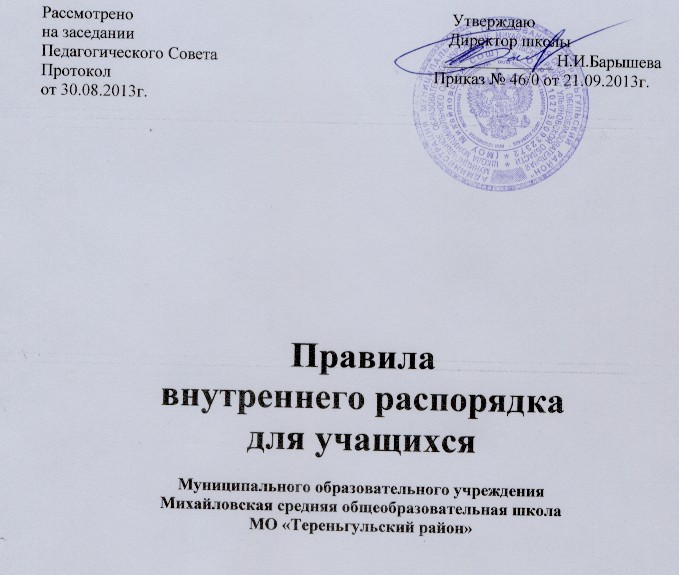 Рассмотрено
на заседании
Педагогического Совета
Протокол
от 30.08.2013г.
Утверждаю
Директор школы
Н.И.Барышева
Приказ № 46/0 от 21.09.2013г.
Правила
внутреннего распорядка
для учащихся
Муниципального образовательного учреждения
Михайловская средняя общеобразовательная школа
МО «Тереньгульский район»